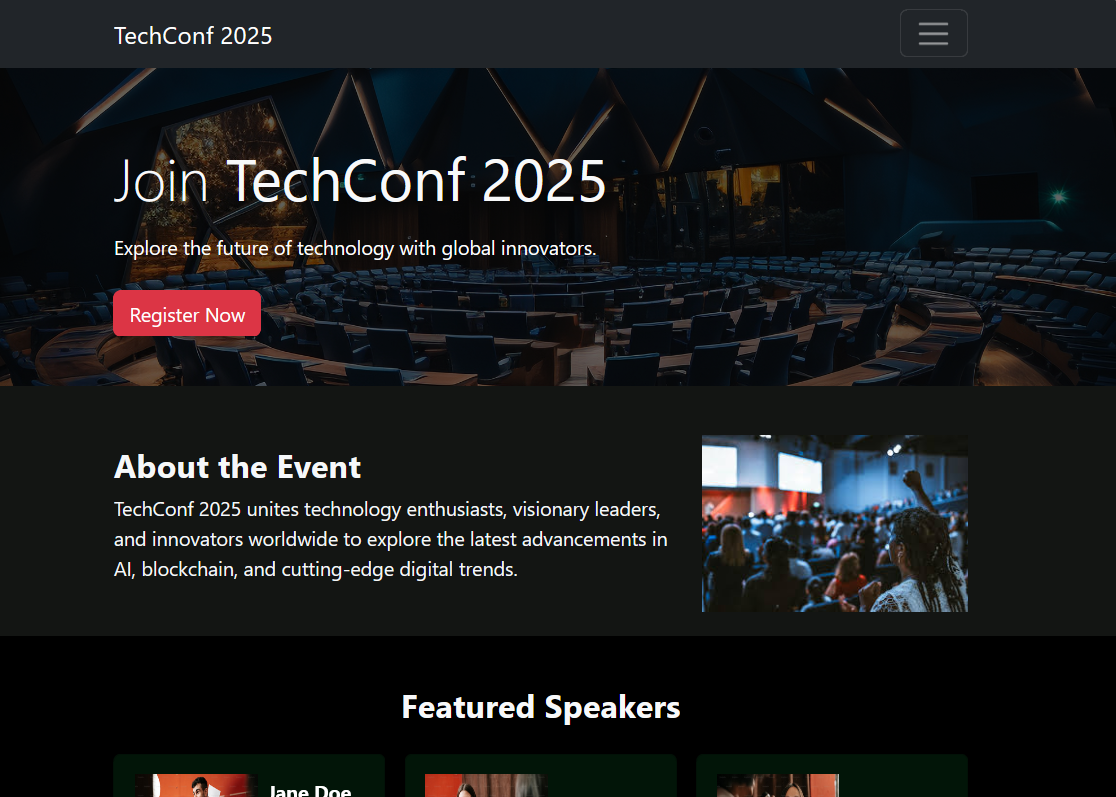 TechConf 2025
Join TechConf 2025
Explore the future of technology with global innovators.
Register Now
About the Event
TechConf 2025 unites technology enthusiasts, visionary leaders,
and innovators worldwide to explore the latest advancements in
AI, blockchain, and cutting-edge digital trends.
Featured Speakers
Jane Doe